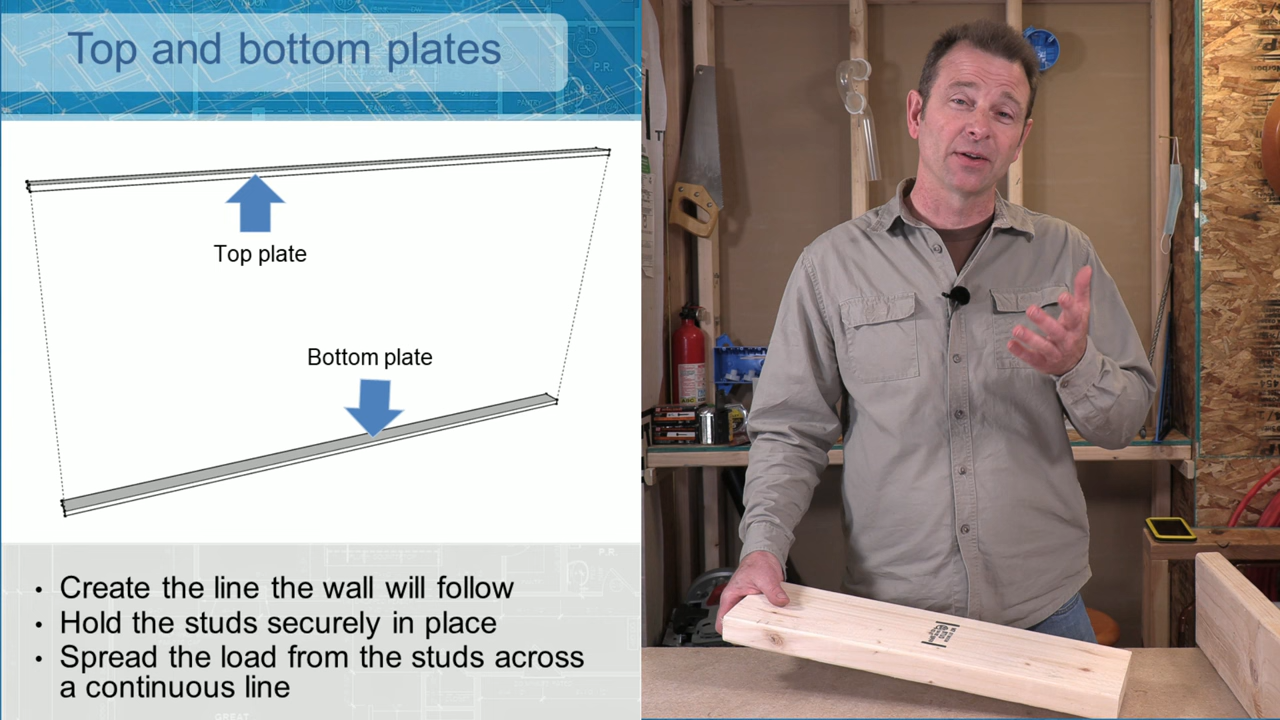 Top and bottom plates
Top plate
Bottom plate
• Create the line the wall will follow
• Hold the studs securely in place
• Spread the load from the studs across
a continuous line
P.R.
GREAT